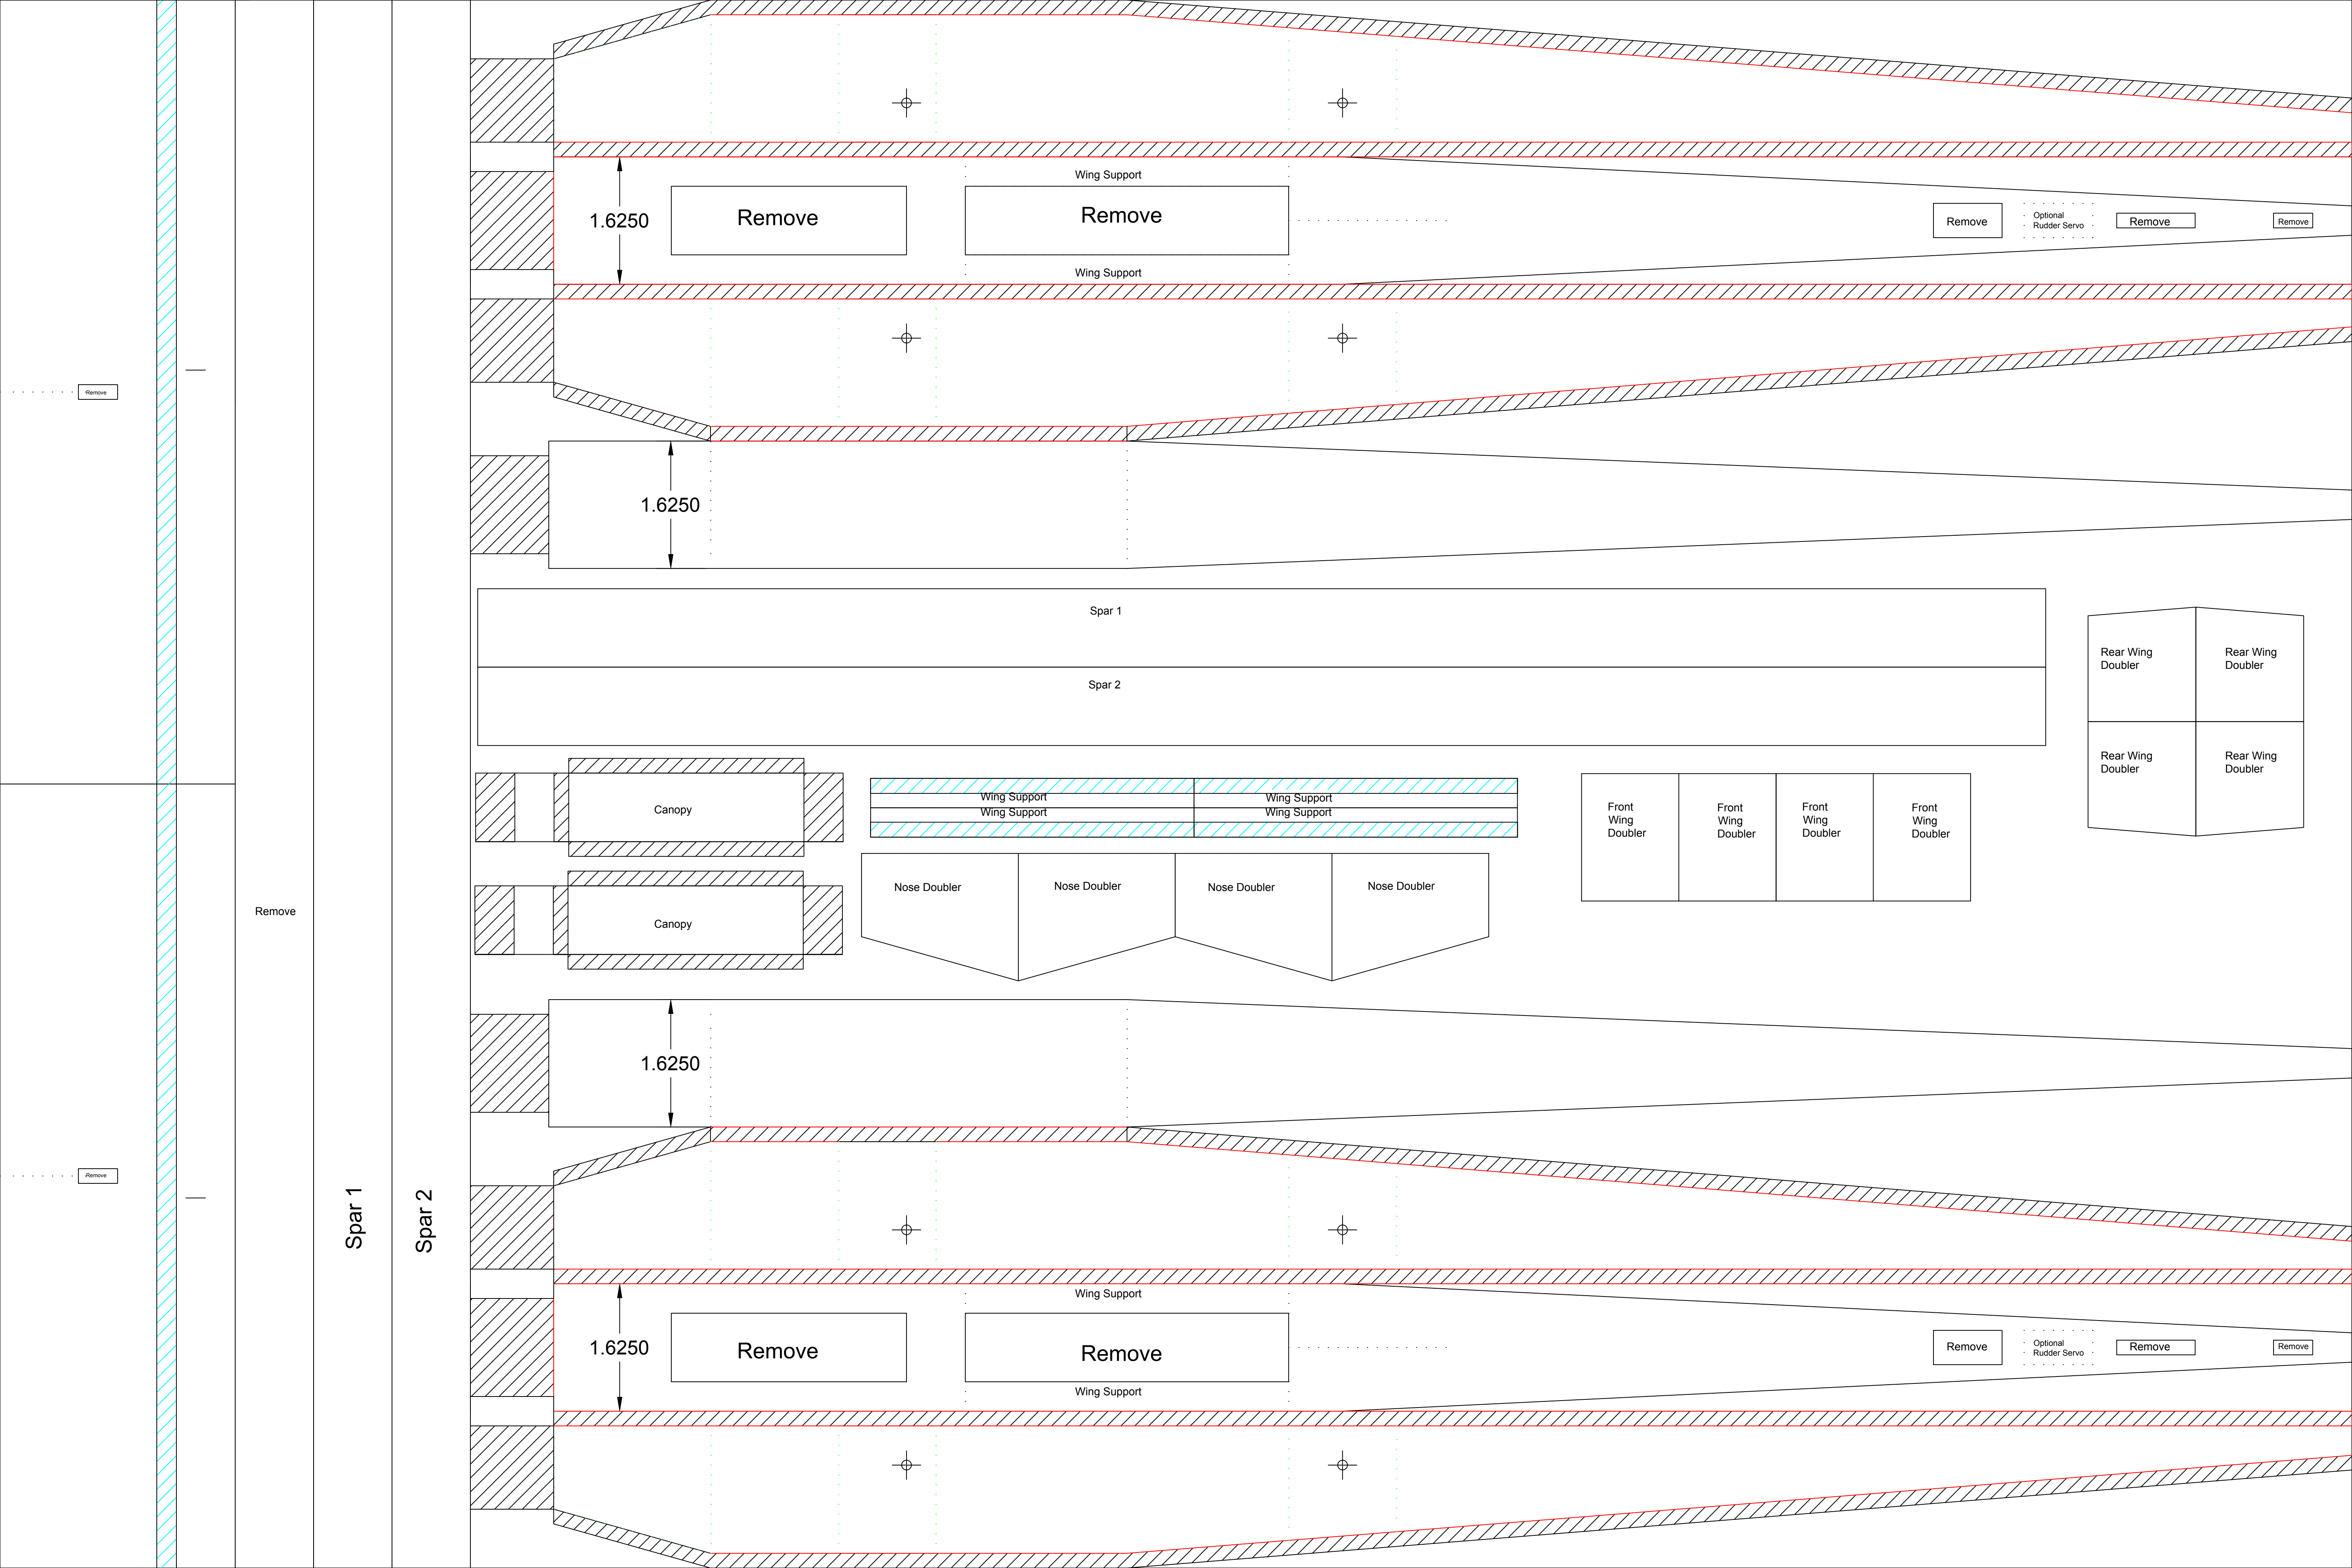 Wing Support
1.6250
Remove
Remove
Remove
Optional
Rudder Servo
Remove
Remove
Wing Support
Remove
1.6250
Spar 1
Spar 2
Rear Wing
Doubler
Rear Wing
Doubler
Rear Wing
Doubler
Rear Wing
Doubler
Canopy
Wing Support
Wing Support
Wing Support
Wing Support
Front
Wing
Doubler
Front
Wing
Doubler
Front
Wing
Doubler
Front
Wing
Doubler
Nose Doubler
Nose Doubler
Nose Doubler
Nose Doubler
Remove
Canopy
1.6250
Remove
Spar 1
Spar 2
Wing Support
1.6250
Remove
Remove
Remove
Optional
Rudder Servo
Remove
Remove
Wing Support